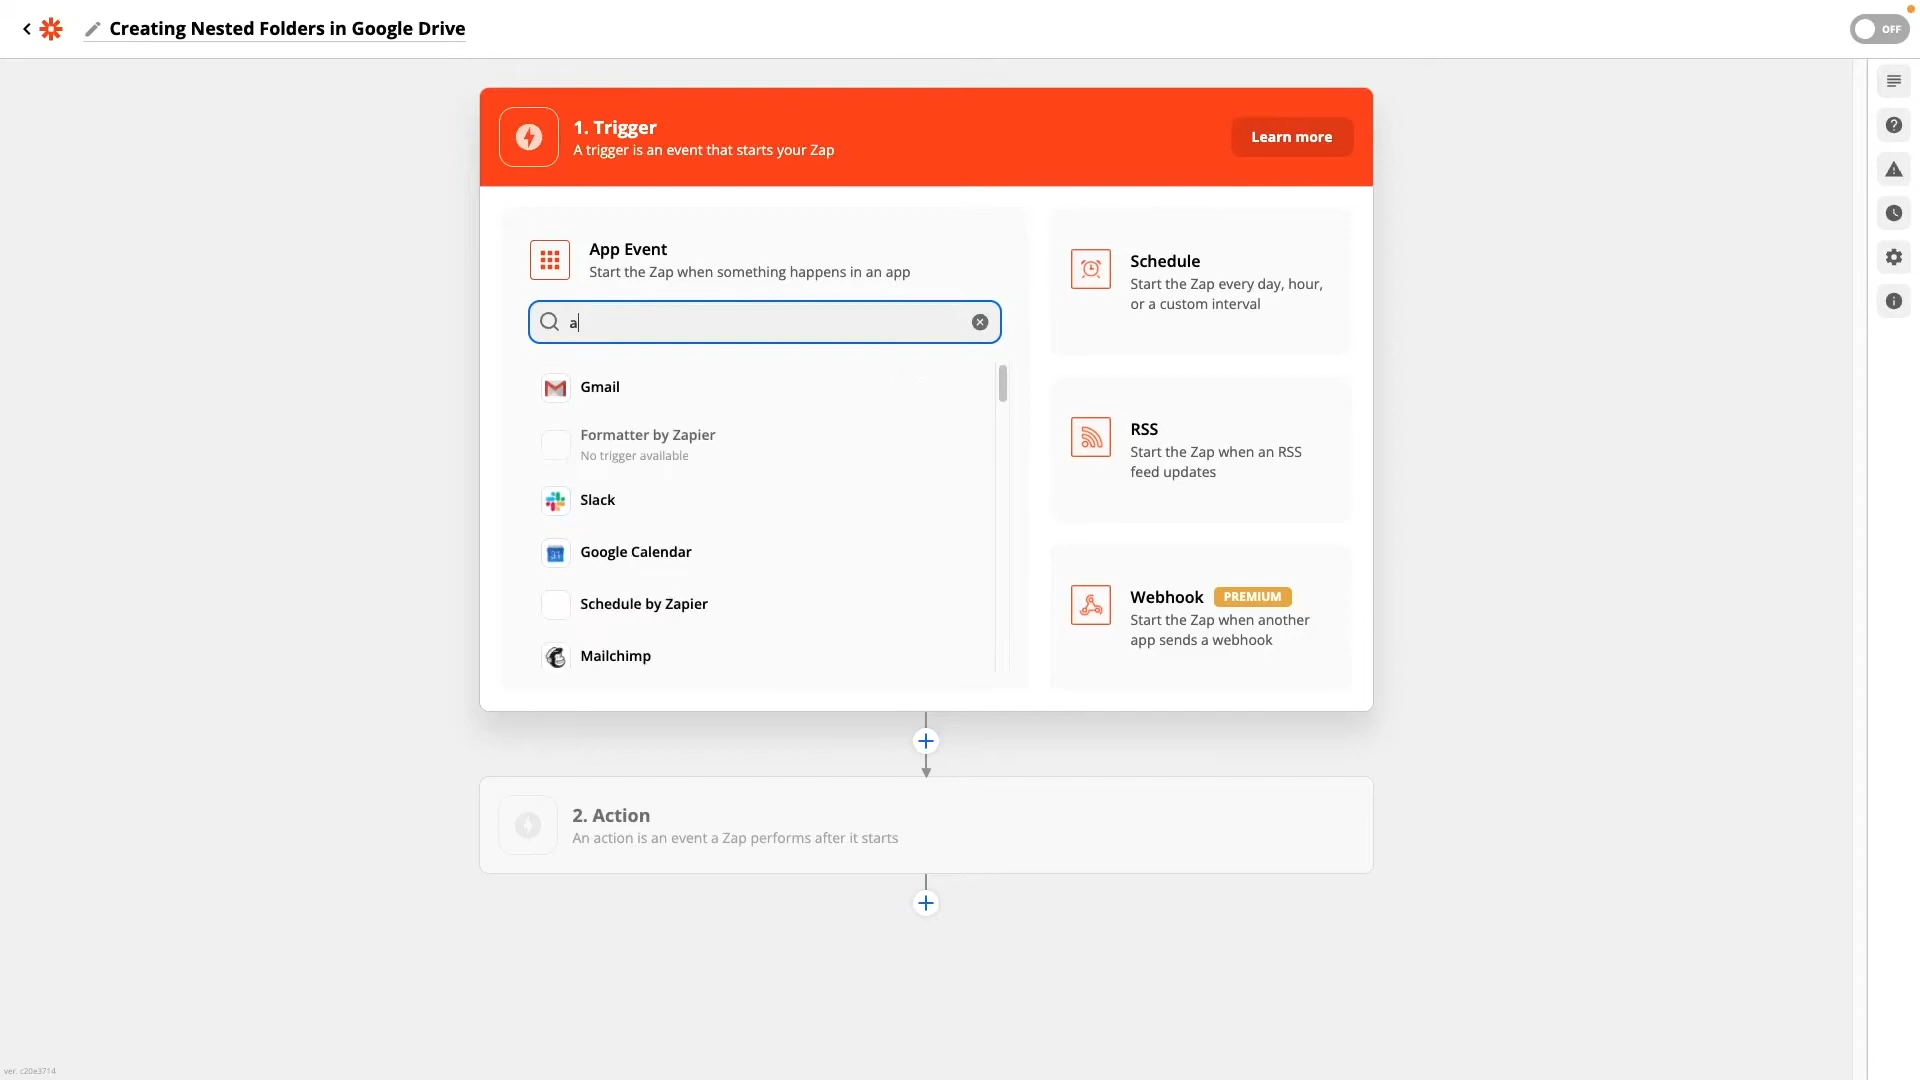 Creating Nested Folders in Google Drive
OFF
1. Trigger
A trigger is an event that starts your Zap
Learn more
App Event
Start the Zap when something happens in an app
a
Gmail
Formatter by Zapier
No trigger available
Slack
Google Calendar
Schedule by Zapier
Mailchimp
Schedule
Start the Zap every day, hour,
or a custom interval
RSS
Start the Zap when an RSS
feed updates
Webhook PREMIUM
Start the Zap when another
app sends a webhook
2. Action
An action is an event a Zap performs after it starts
ver. c20e3714